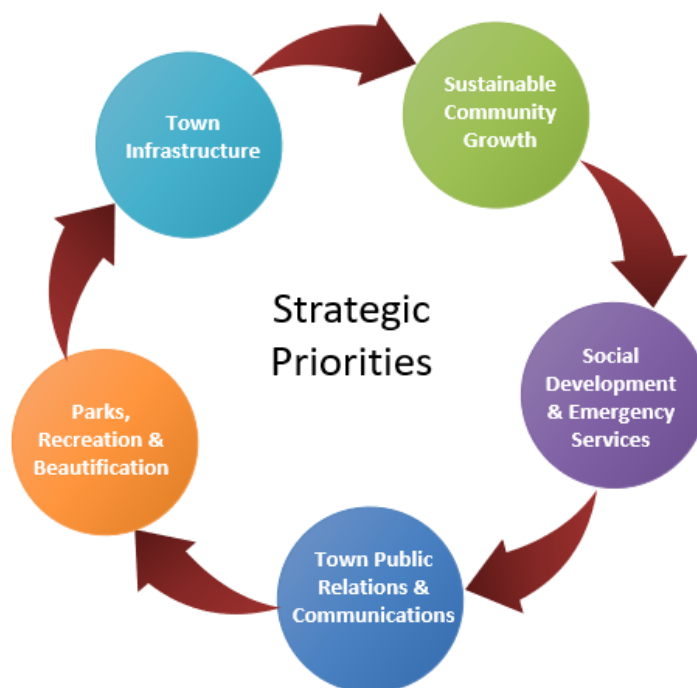 Town
Infrastructure
Sustainable
Community
Growth
Strategic
Priorities
Social
Development
& Emergency
Services
Parks,
Recreation &
Beautification
Town Public
Relations &
Communications